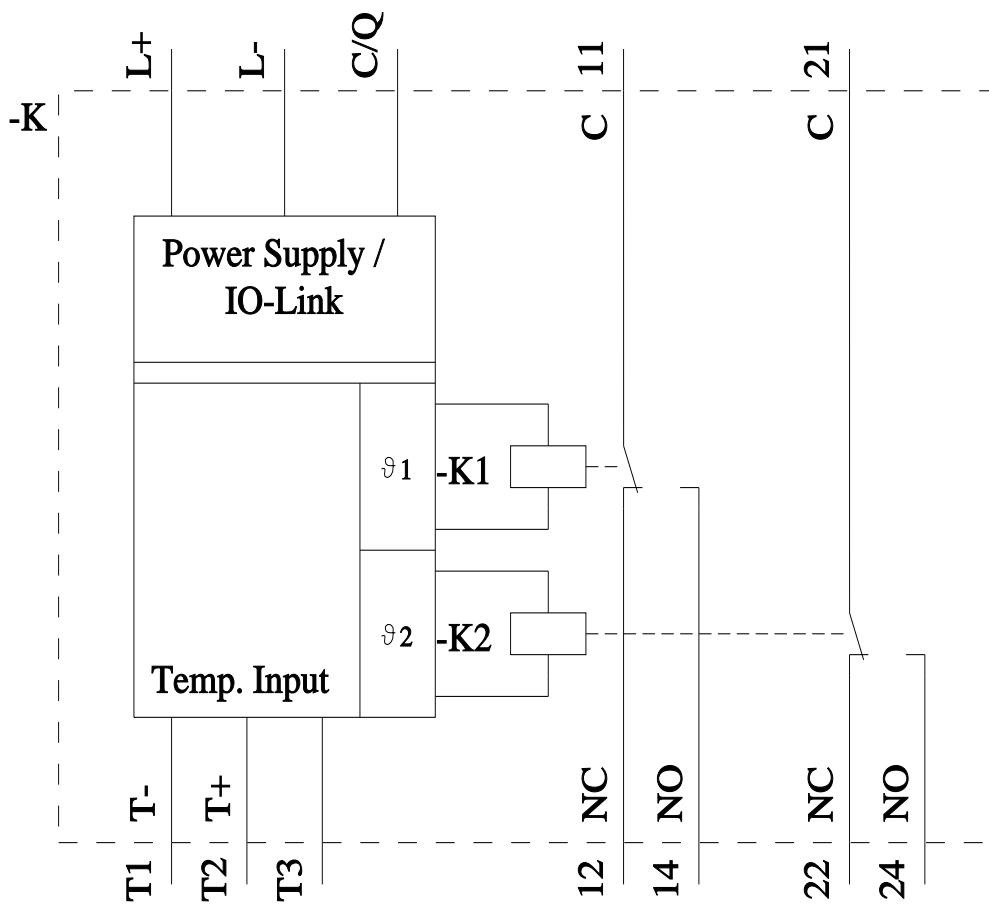 L+
L-
C/Q
11
21
-K
C
C
Power Supply /
IO-Link
ϑ1
-K1
ϑ2
-K2
Temp. Input
T-
T+
NC
NO
NC
NO
T1
T2
T3
12
14
22
24